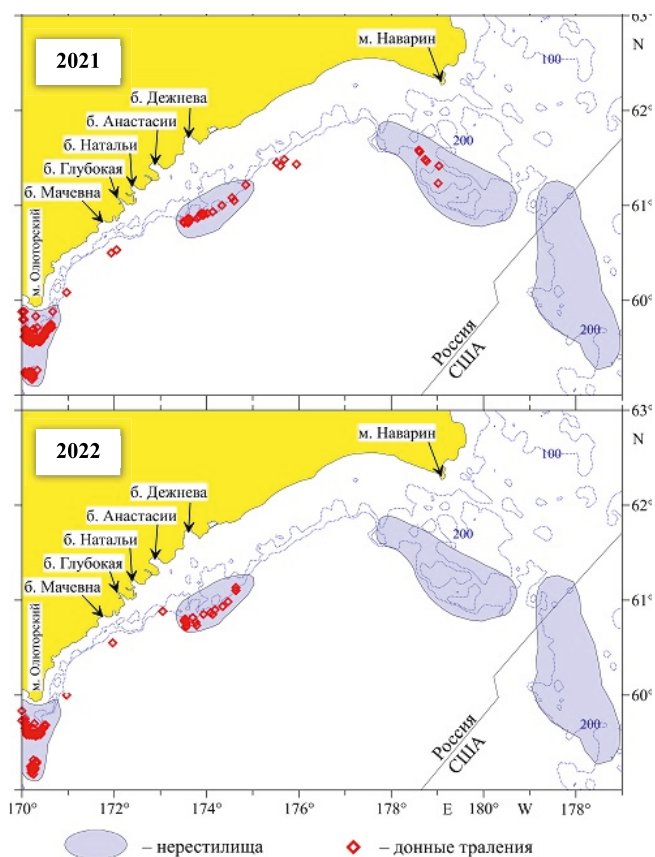 63°
2021
м. Наварин
N
100
б. Дежнева
62°
б. Анастасии
200
б. Натальи
б. Глубокая
б. Мачевна
61°
м. Олюторский
60°
Россия
200
США
63°
2022
м. Наварин
N
100
б. Дежнева
62°
б. Анастасии
200
б. Натальи
б. Глубокая
б. Мачевна
61°
м. Олюторский
60°
Россия
200
США
170° 172° 174° 176° 178° E 180° W 178°
– нерестилища – донные траления